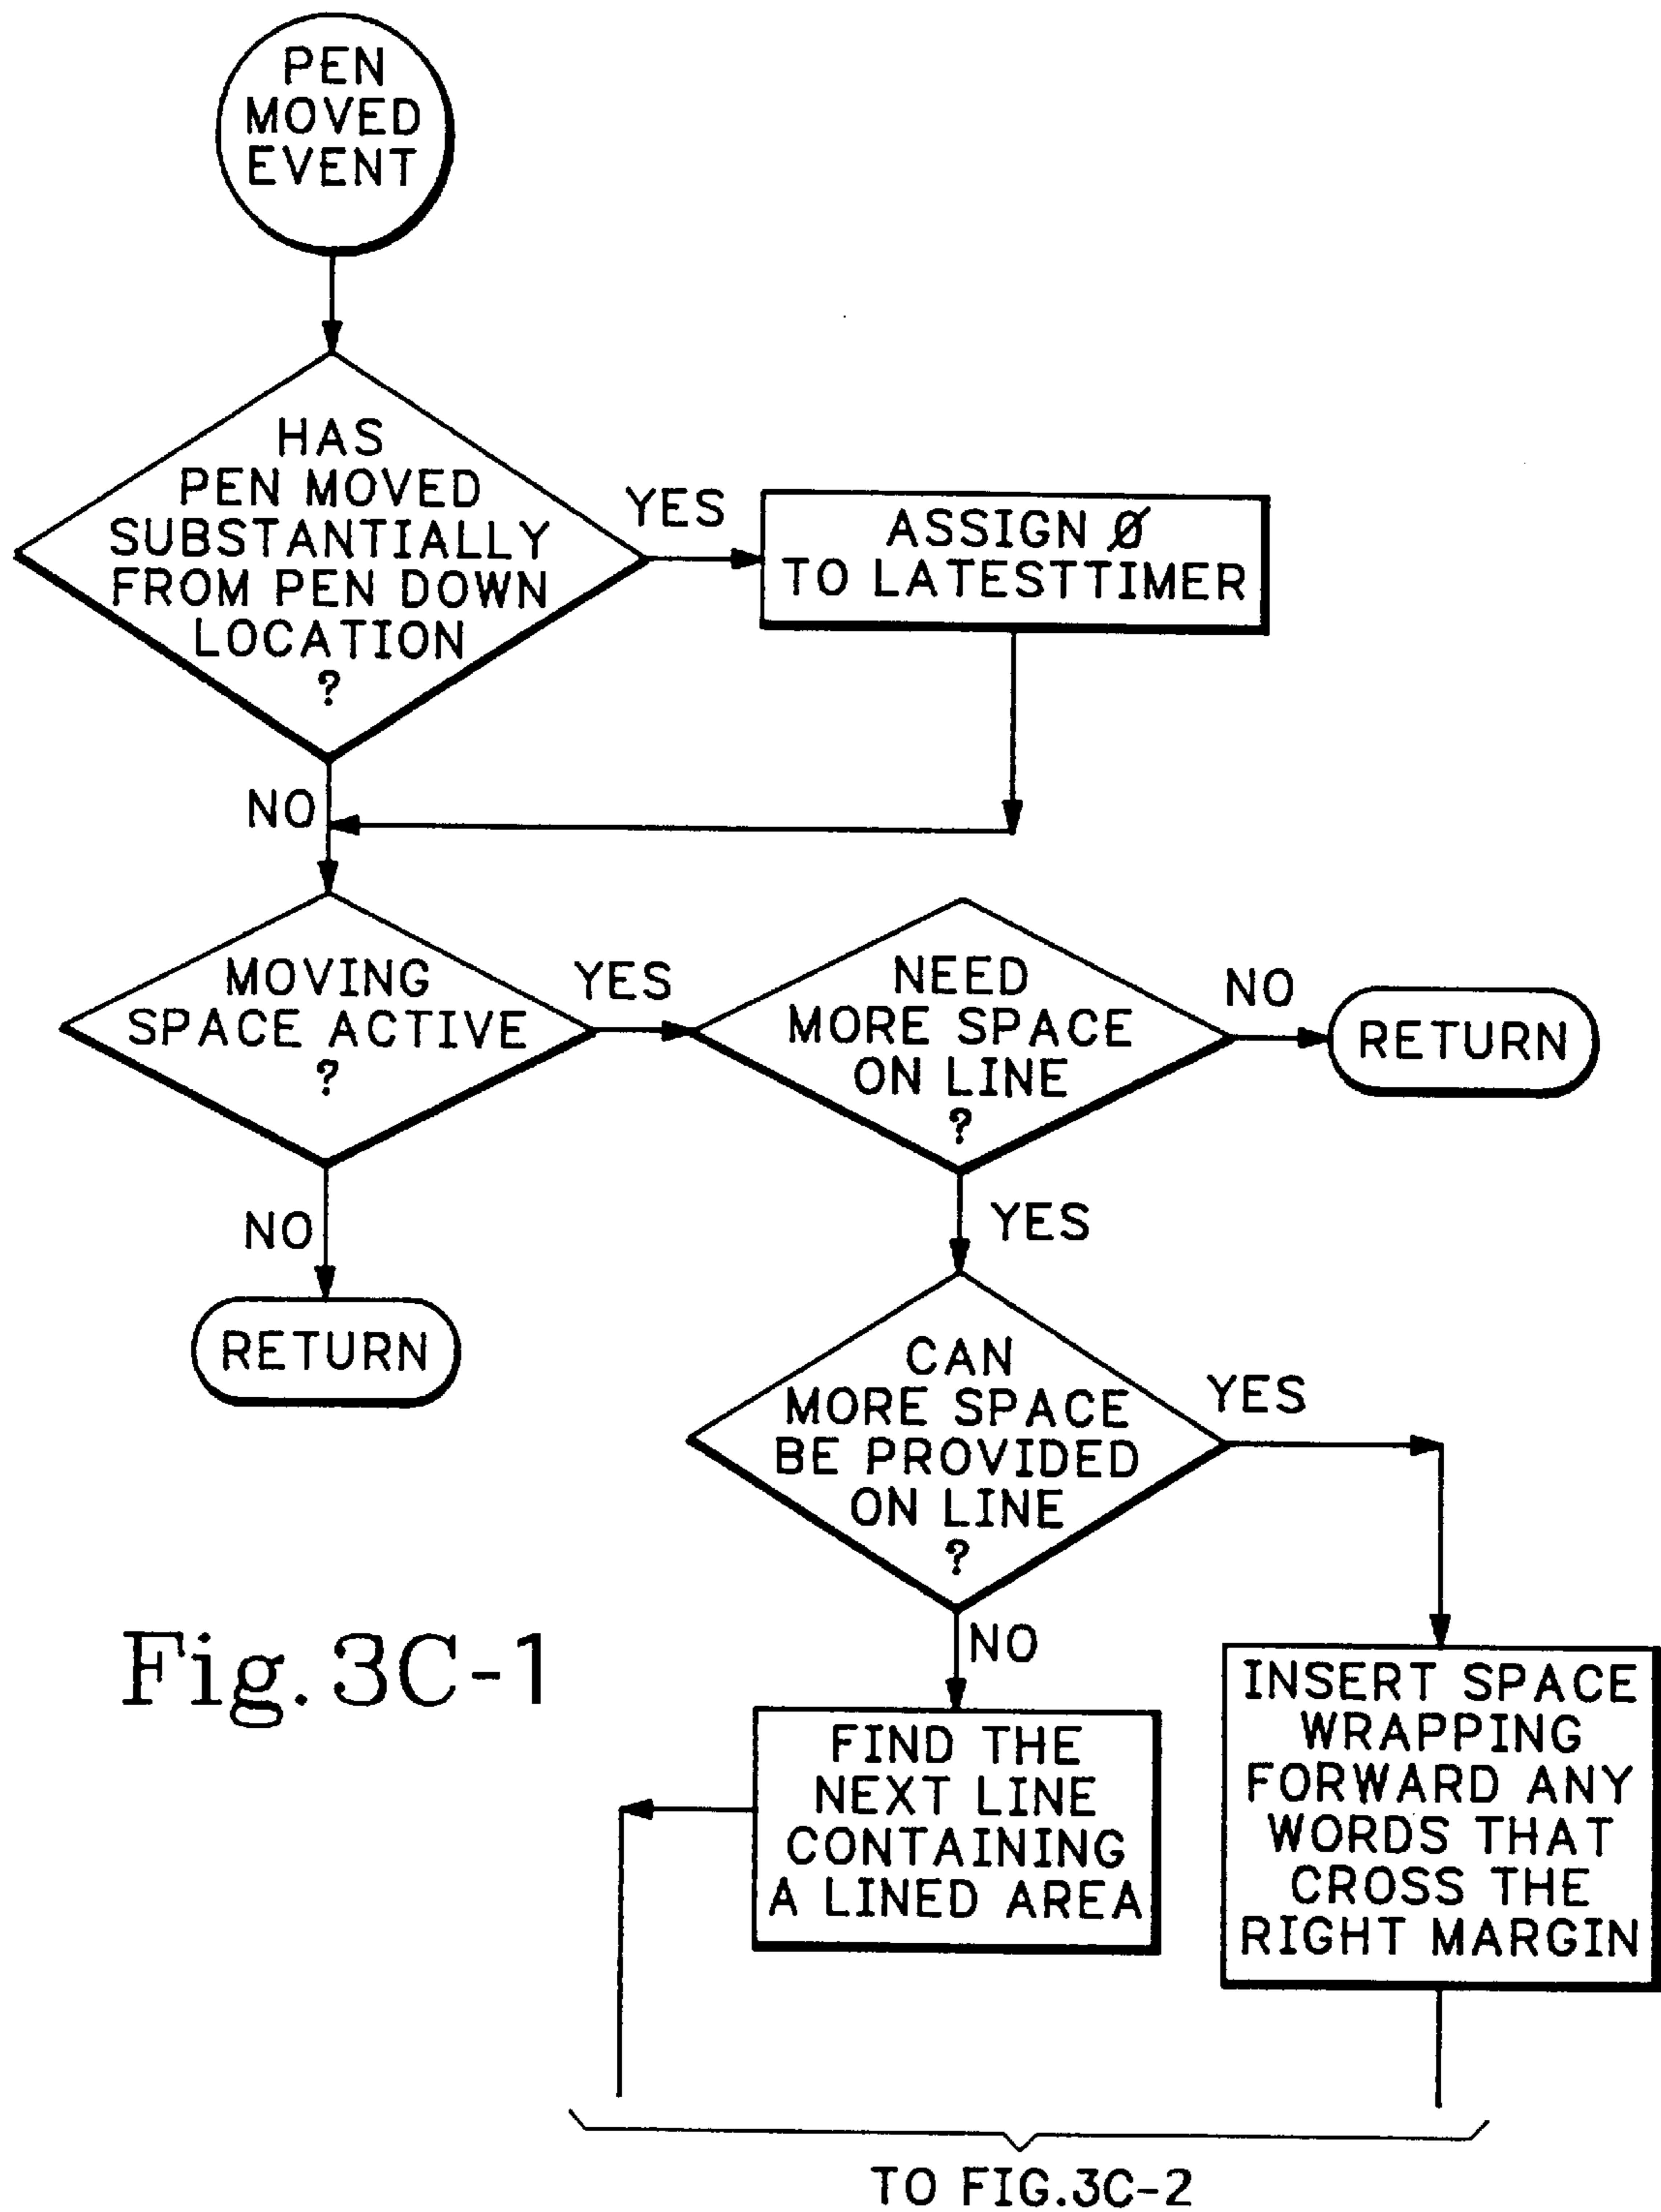 PEN
MOVED
EVENT
HAS
PEN MOVED
SUBSTANTIALLY
FROM PEN DOWN
LOCATION
?
YES
ASSIGN Ø
TO LATESTTIMER
NO
MOVING
SPACE ACTIVE
?
YES
NEED
MORE SPACE
ON LINE
?
NO
RETURN
NO
RETURN
YES
CAN
MORE SPACE
BE PROVIDED
ON LINE
?
YES
NO
FIND THE
NEXT LINE
CONTAINING
A LINED AREA
INSERT SPACE
WRAPPING
FORWARD ANY
WORDS THAT
CROSS THE
RIGHT MARGIN
Fig. 3C-1
TO FIG.3C-2